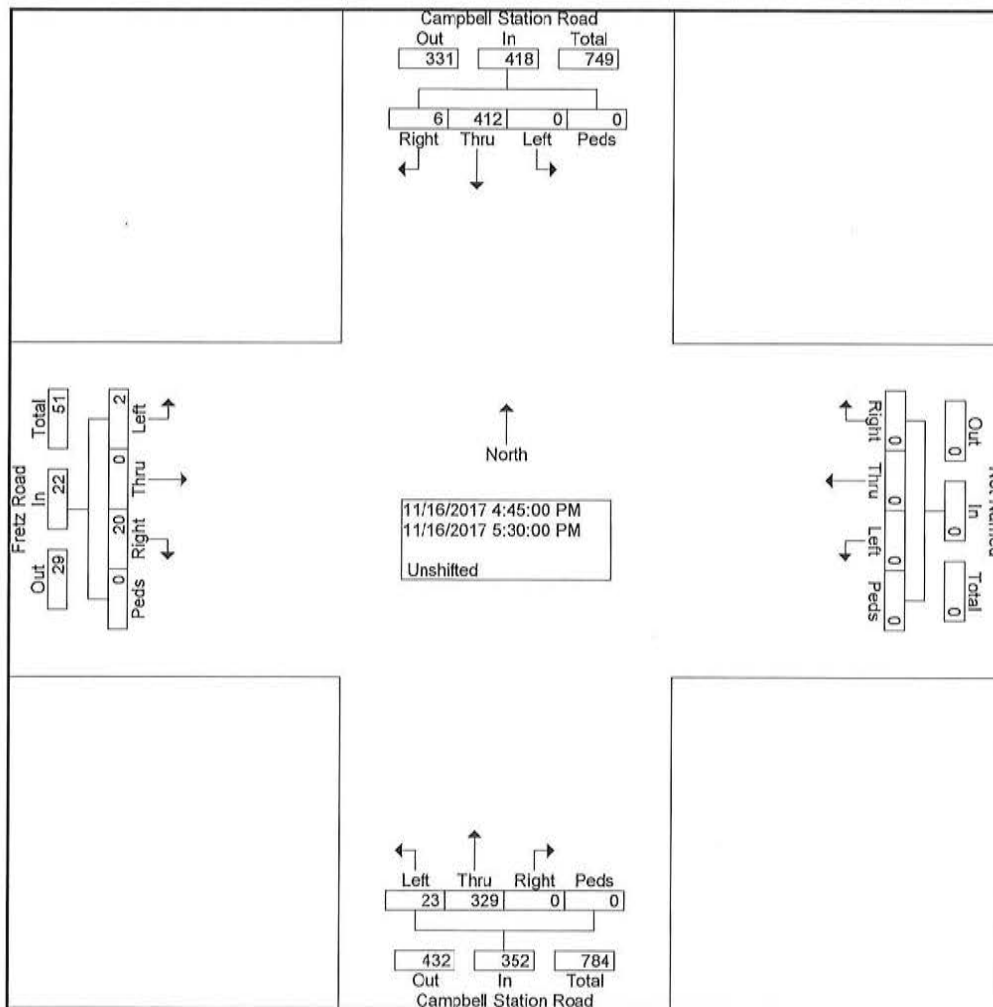 Campbell Station Road
Out In Total
331 418 749
6 412 0 0
Right Thru Left Peds
Fretz Road
Total In Out
51 22 29
2 0 20 0
Left Thru Right Peds
North
11/16/2017 4:45:00 PM
11/16/2017 5:30:00 PM
Unshifted
Right Thru Left Peds
0 0 0 0
0 0 0
Out In Total
Left Thru Right Peds
23 329 0 0
432 352 784
Out In Total
Campbell Station Road